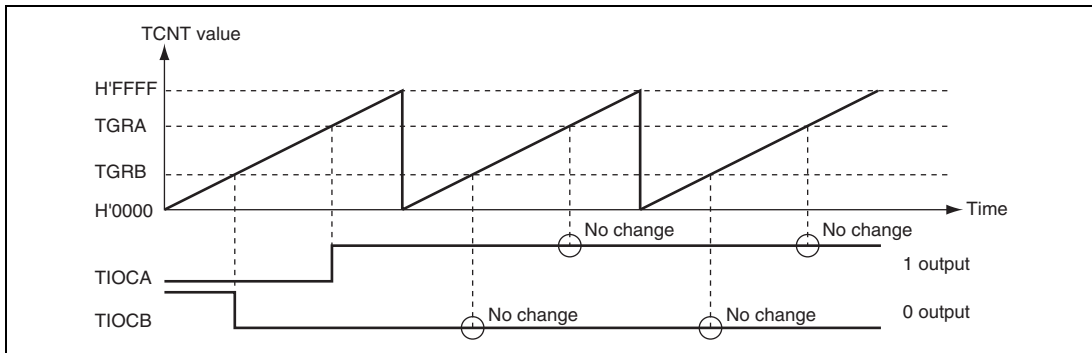 TCNT value
H'FFFF
TGRA
TGRB
H'0000
Time
No change
No change
TIOCA
1 output
No change
No change
TIOCB
0 output